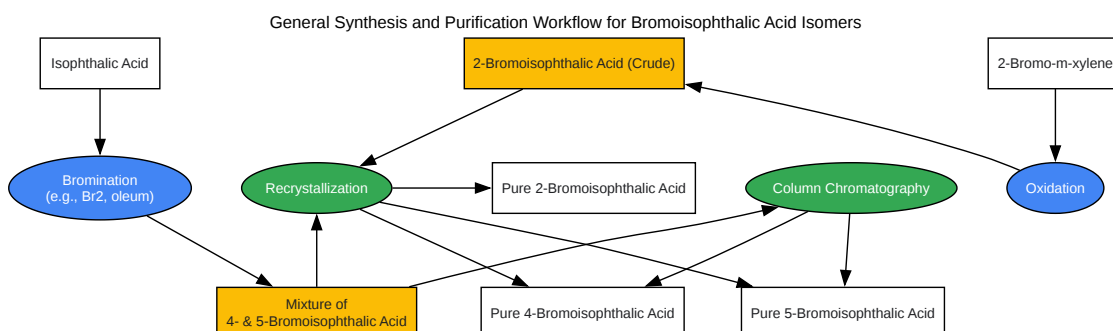 General Synthesis and Purification Workflow for Bromoisophthalic Acid Isomers
Isophthalic Acid
2-Bromoisophthalic Acid (Crude)
2-Bromo-m-xylene
Bromination
(e.g., Br2, oleum)
Recrystallization
Pure 2-Bromoisophthalic Acid
Column Chromatography
Oxidation
Mixture of
4- & 5-Bromoisophthalic Acid
Pure 4-Bromoisophthalic Acid
Pure 5-Bromoisophthalic Acid